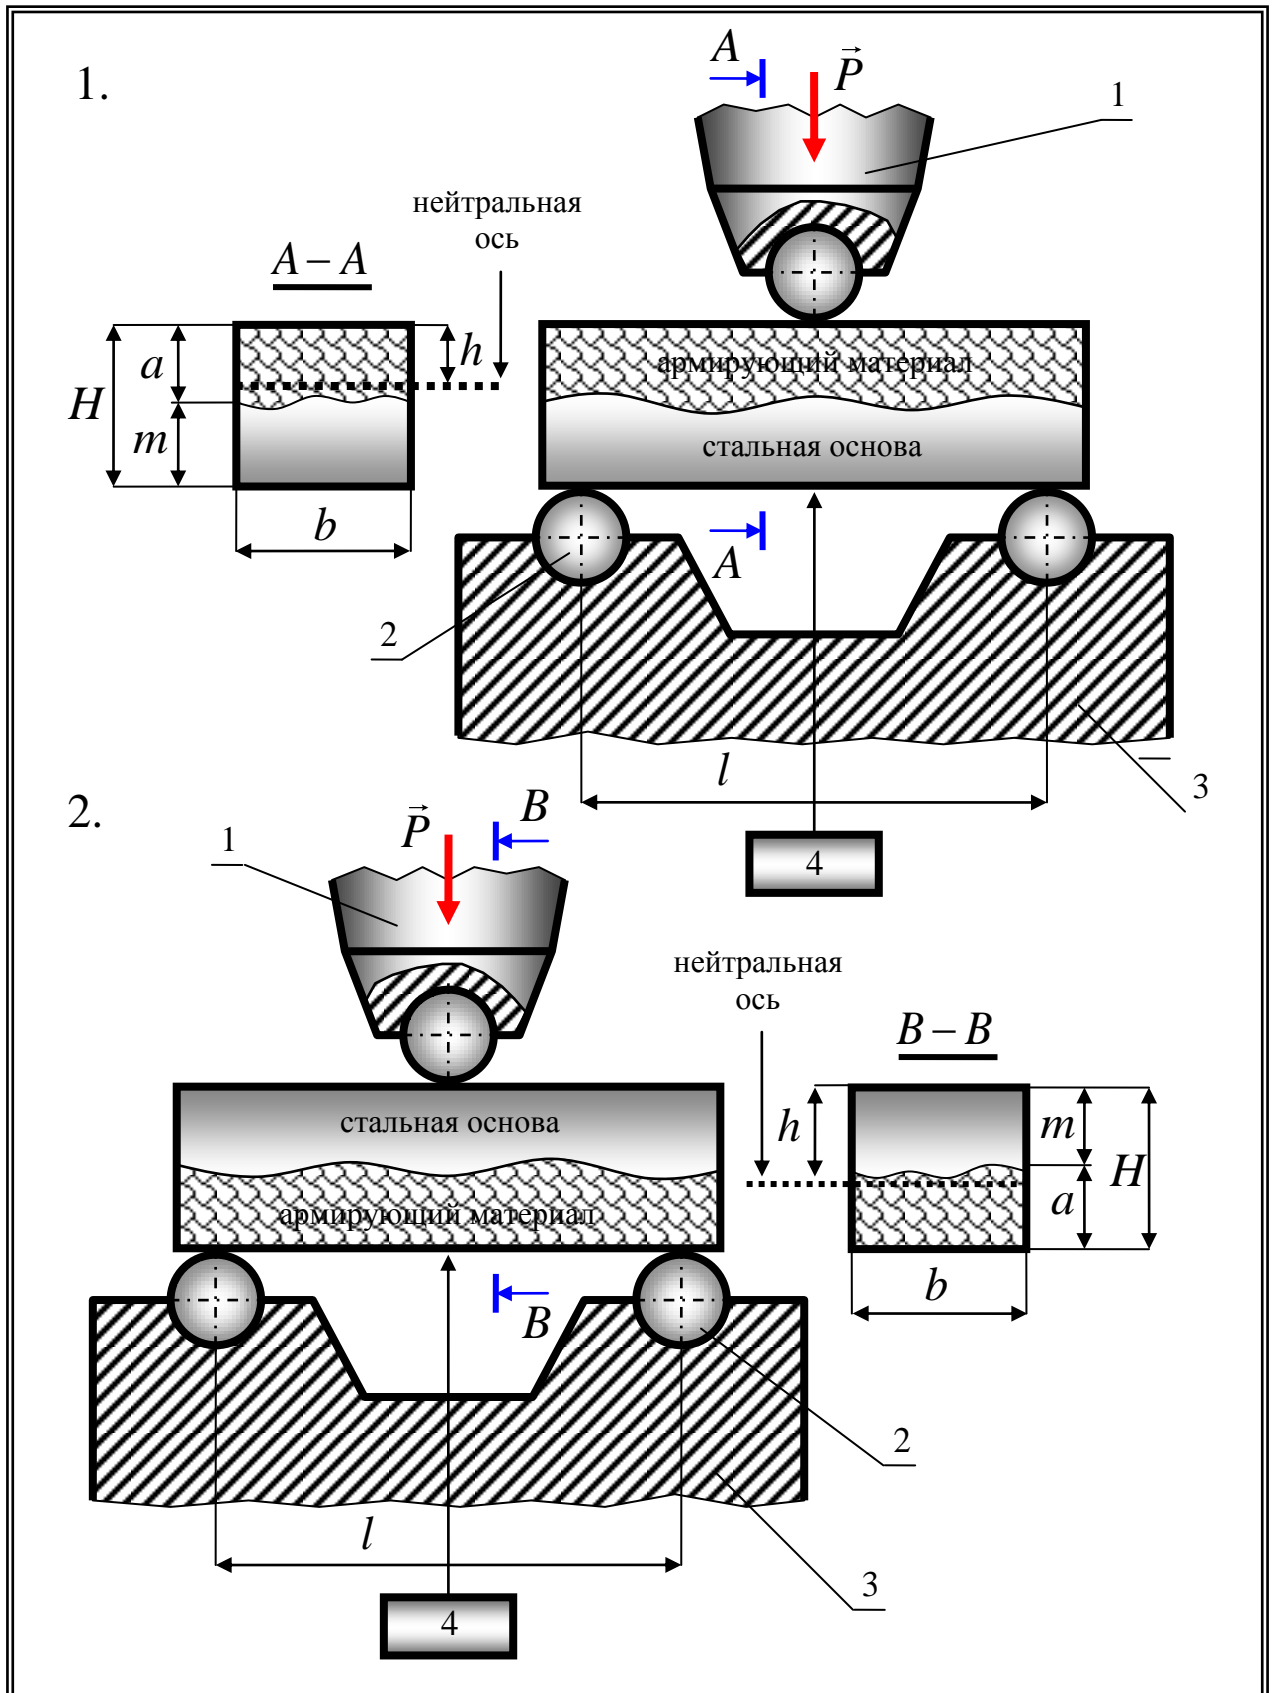 1.
A
P
1
нейтральная
ось
A – A
a
h
H
m
b
армирующий материал
стальная основа
A
2
l
3
4
2.
1
P
B
нейтральная
ось
B – B
стальная основа
армирующий материал
h
m
H
a
b
B
2
l
3
4